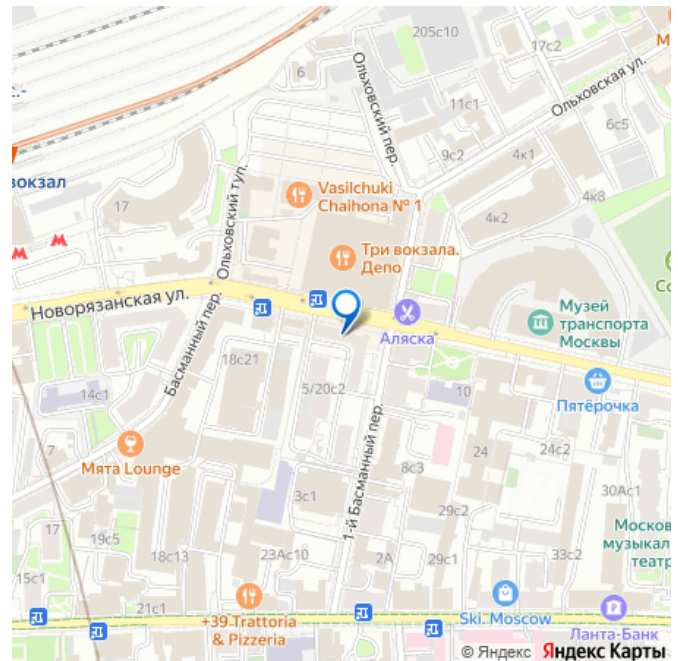 205с10
17с2
М
6
Ольховский пер.
11с1
Ольховская ул.
6с5
9с2
4к1
вокзал
17
Vasilchuki
Chaihona № 1
4к8
4к2
Ольховский туп.
Три вокзала.
Депо
Со
Новорязанская ул.
Музей
транспорта
Москвы
Аляска
Басманный пер.
18с21
5/20с2
14с1
10
Пятёрочка
7
Мята Lounge
1-й Басманный пер.
24
24с2
8с3
3с1
30Ас1
29с2
17
19с5
18с13
23Ас10
2А
29с1
33с2
Москов
музыкал
театр
15с1
21с1
+39 Trattoria
& Pizzeria
Ski. Moscow
Ланта-Банк
© Яндекс Яндекс Карты